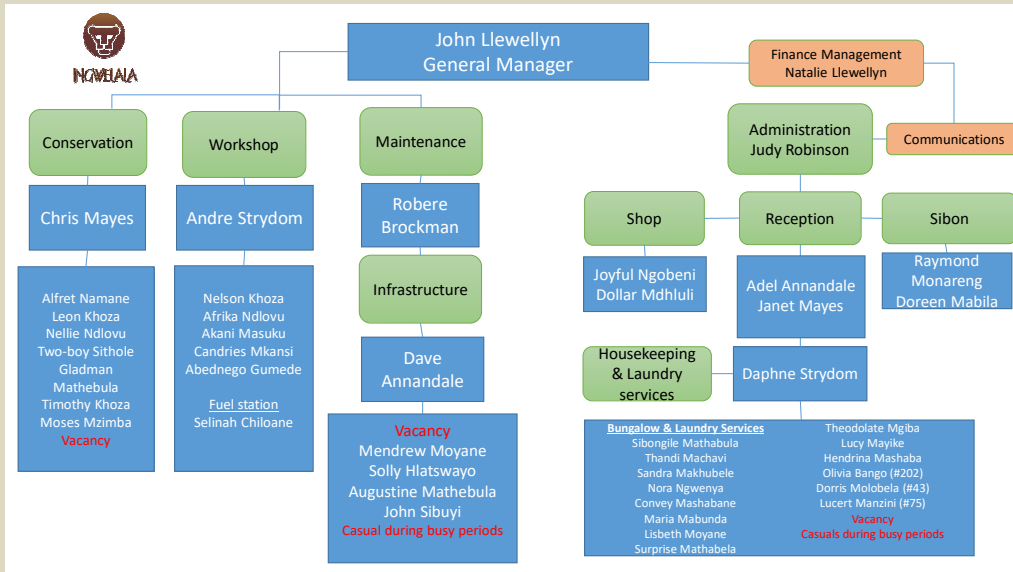 INGWELALA
John Llewellyn
General Manager
Finance Management
Natalie Llewellyn
Communications
Administration
Judy Robinson
Conservation
Workshop
Maintenance
Chris Mayes
Andre Strydom
Robere
Brockman
Infrastructure
Dave
Annandale
Alfret Namane
Leon Khoza
Nellie Ndlovu
Two-boy Sithole
Gladman
Mathebula
Timothy Khoza
Moses Mzimba
Vacancy
Nelson Khoza
Afrika Ndlovu
Akani Masuku
Candries Mkansi
Abednego Gumede
Fuel station
Selinah Chiloane
Vacancy
Mendrew Moyane
Solly Hlatswayo
Augustine Mathebula
John Sibuyi
Casual during busy periods
Shop
Reception
Sibon
Joyful Ngobeni
Dollar Mdhluli
Adel Annandale
Janet Mayes
Raymond
Monareng
Doreen Mabila
Housekeeping
& Laundry
services
Daphne Strydom
Bungalow & Laundry Services
Sibongile Mathabula
Thandi Machavi
Sandra Makhubele
Nora Ngwenya
Convey Mashabane
Maria Mabunda
Lisbeth Moyane
Surprise Mathabela
Theodolate Mgiba
Lucy Mayike
Hendrina Mashaba
Olivia Bango (#202)
Dorris Molobela (#43)
Lucert Manzini (#75)
Vacancy
Casuals during busy periods